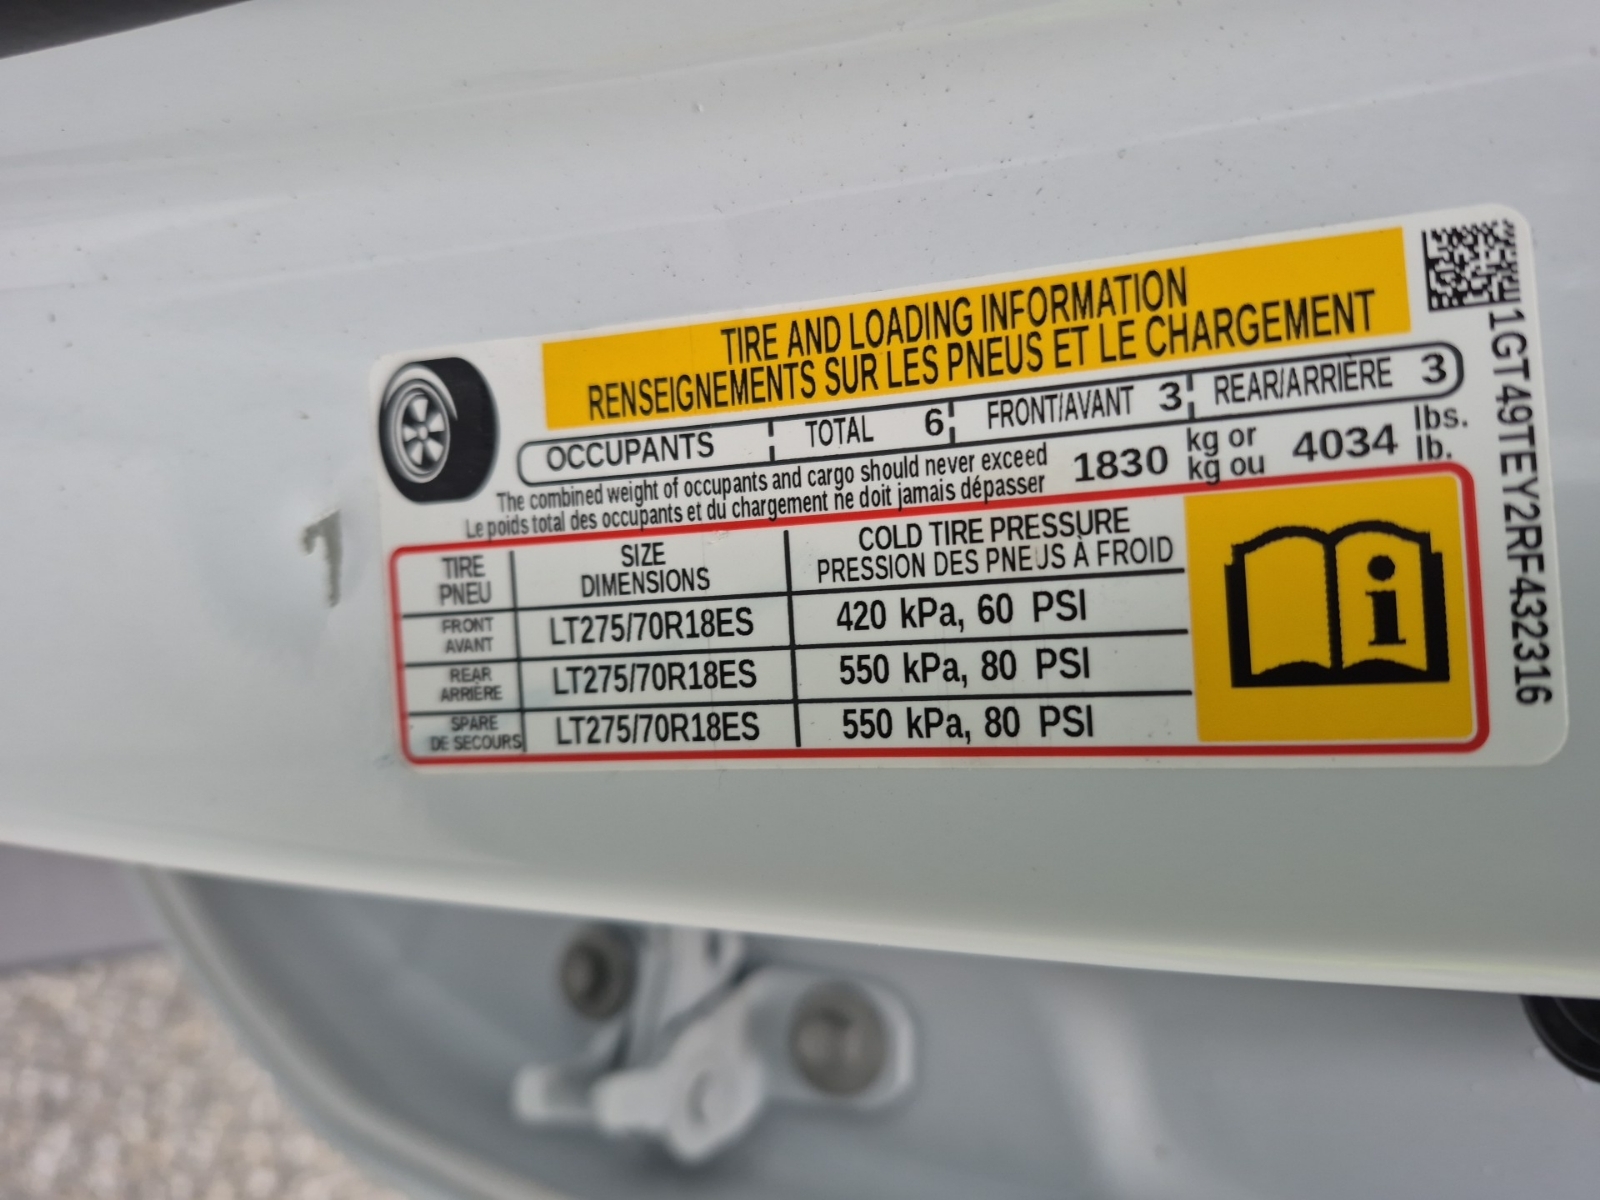 TIRE AND LOADING INFORMATION
RENSEIGNEMENTS SUR LES PNEUS ET LE CHARGEMENT
OCCUPANTS TOTAL 6 FRONT/AVANT 3 REAR/ARRIÈRE 3
The combined weight of occupants and cargo should never exceed 1830 kg or 4034 lbs.
Le poids total des occupants et du chargement ne doit jamais dépasser kg ou lb.
TIRE SIZE COLD TIRE PRESSURE
PNEU DIMENSIONS PRESSION DES PNEUS À FROID
FRONT
AVANT LT275/70R18ES 420 kPa, 60 PSI
REAR
ARRIÈRE LT275/70R18ES 550 kPa, 80 PSI
SPARE
DE SECOURS LT275/70R18ES 550 kPa, 80 PSI
i
1GT49TEY2RF432316
1